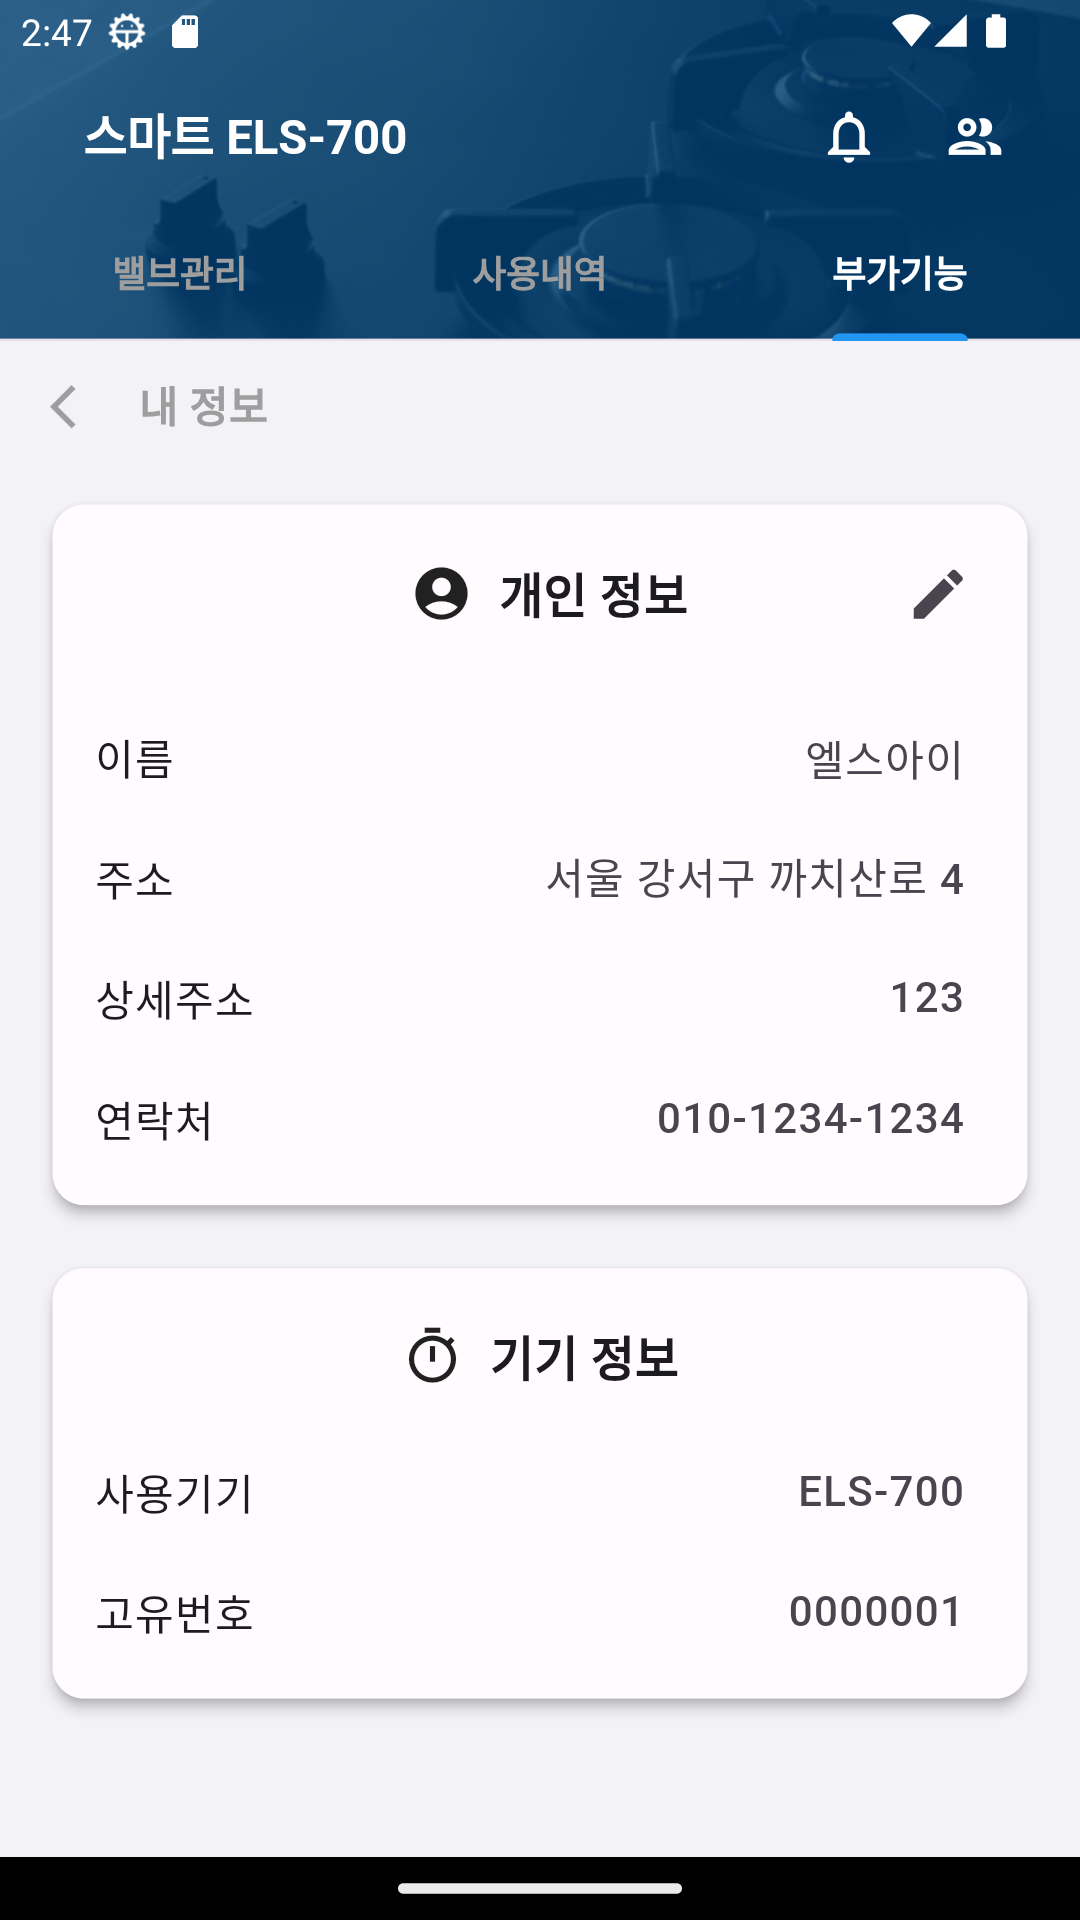 2:47
스마트 ELS-700
밸브관리 사용내역 부가기능
내 정보
개인 정보
이름 엘스아이
주소 서울 강서구 까치산로 4
상세주소 123
연락처 010-1234-1234
기기 정보
사용기기 ELS-700
고유번호 0000001